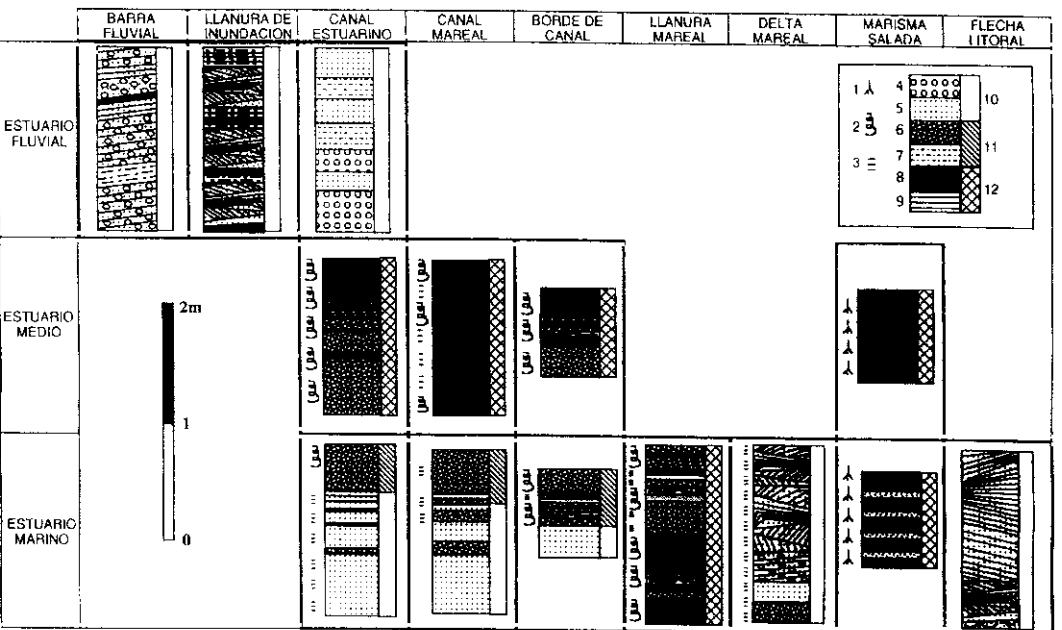 BARRA
FLUVIAL
LLANURA DE
INUNDACION
CANAL
ESTUARINO
CANAL
MAREAL
BORDE DE
CANAL
LLANURA
MAREAL
DELTA
MAREAL
MARISMA
SALADA
FLECHA
LITORAL
ESTUARIO
FLUVIAL
1
2
3
4
5
6
7
8
9
10
11
12
ESTUARIO
MEDIO
2m
1
0
ESTUARIO
MARINO